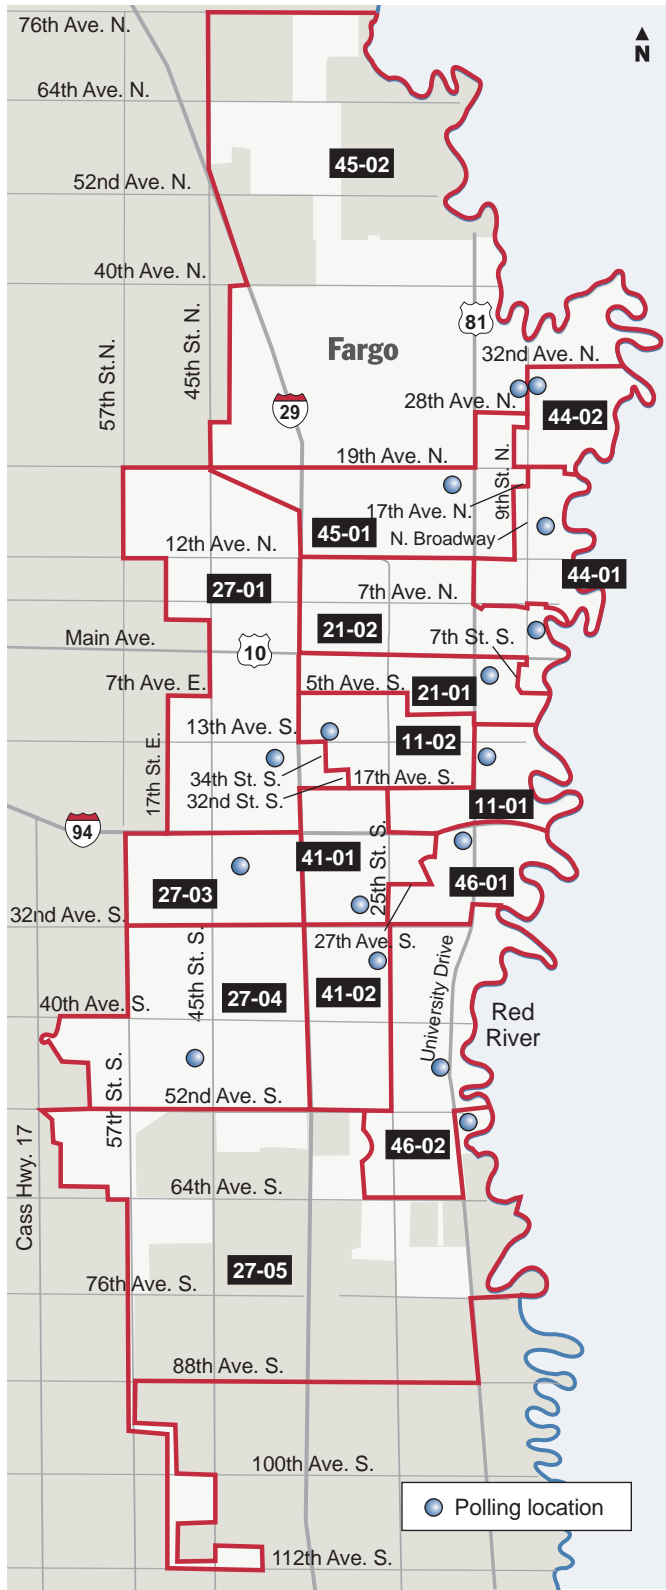 76th Ave. N.
N
64th Ave. N.
45-02
52nd Ave. N.
40th Ave. N.
57th St.N.
45th St. N.
81
Fargo
32nd Ave. N.
29
28th Ave. N.
44-02
19th Ave. N.
9th St. N.
17th Ave. N.
45-01
N. Broadway
12th Ave. N.
27-01
44-01
7th Ave. N.
21-02
Main Ave.
10
7th St. S.
7th Ave. E.
5th Ave. S.
21-01
17th St. E.
13th Ave. S.
11-02
34th St. S.
17th Ave. S.
32nd St. S.
11-01
94
41-01
25th St. S.
27-03
46-01
32nd Ave. S.
27th Ave. S.
45th St. S.
27-04
41-02
University Drive
40th Ave. S.
Red
River
57th St. S.
52nd Ave. S.
Cass Hwy. 17
46-02
64th Ave. S.
27-05
76th Ave. S.
88th Ave. S.
100th Ave. S.
Polling location
112th Ave. S.